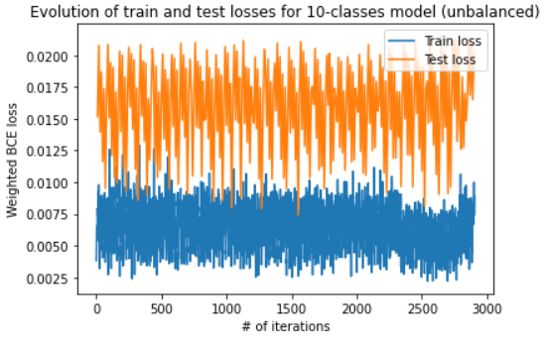 Evolution of train and test losses for 10-classes model (unbalanced)
Train loss
Test loss
Weighted BCE loss
0.0200
0.0175
0.0150
0.0125
0.0100
0.0075
0.0050
0.0025
0 500 1000 1500 2000 2500 3000
# of iterations